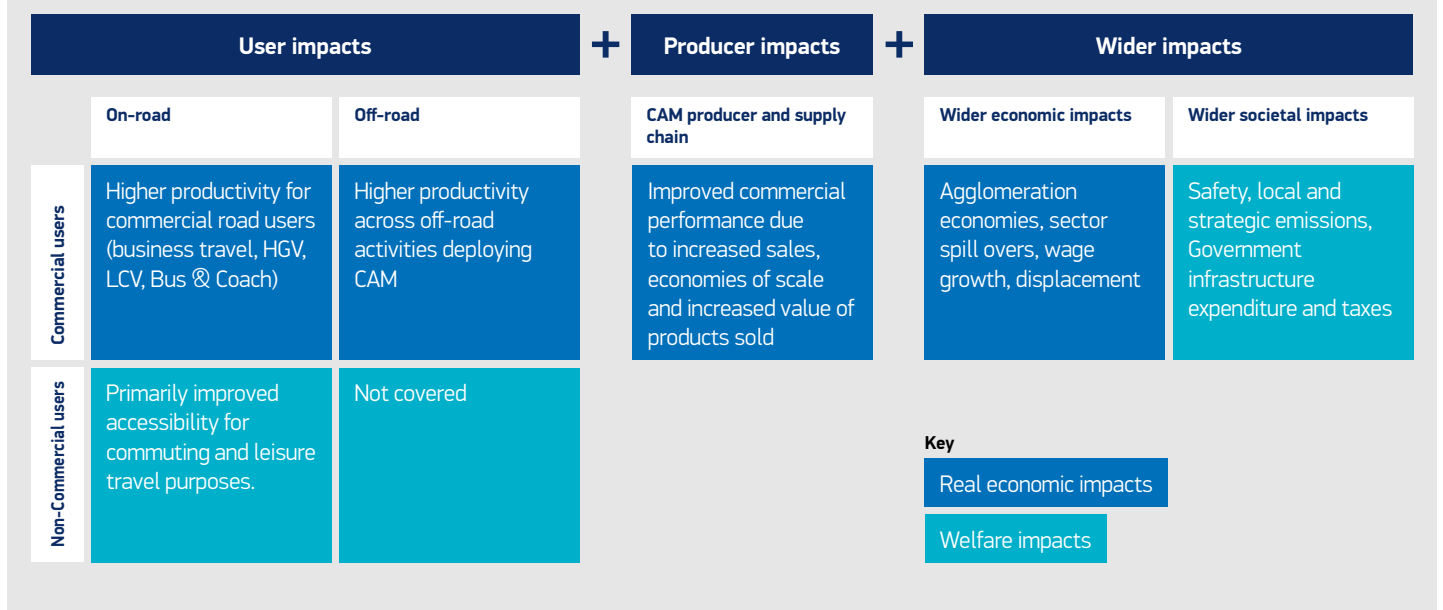 User impacts
+
Producer impacts
+
Wider impacts
On-road
Off-road
CAM producer and supply
chain
Wider economic impacts
Wider societal impacts
Commercial users
Higher productivity for
commercial road users
(business travel, HGV,
LCV, Bus & Coach)
Higher productivity
across off-road
activities deploying
CAM
Improved commercial
performance due
to increased sales,
economies of scale
and increased value of
products sold
Agglomeration
economies, sector
spill overs, wage
growth, displacement
Safety, local and
strategic emissions,
Government
infrastructure
expenditure and taxes
Non-Commercial users
Primarily improved
accessibility for
commuting and leisure
travel purposes.
Not covered
Key
Real economic impacts
Welfare impacts